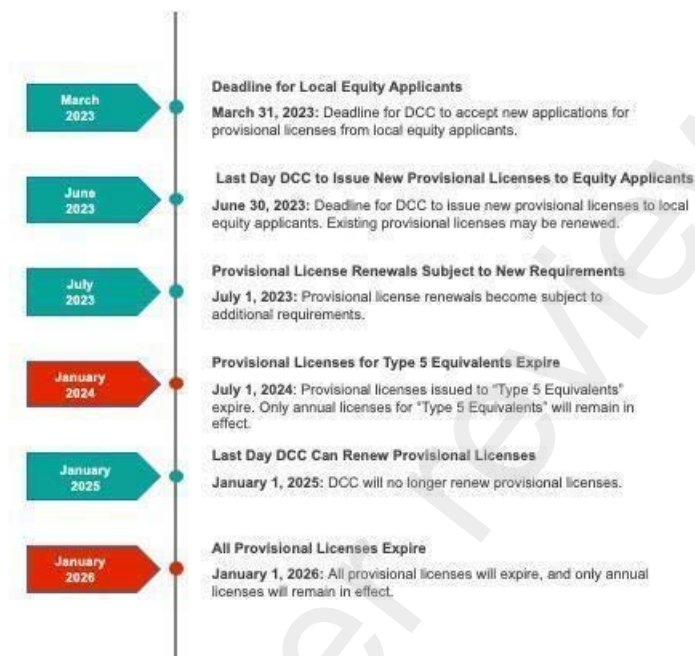 March
2023
Deadline for Local Equity Applicants
March 31, 2023: Deadline for DCC to accept new applications for
provisional licenses from local equity applicants.
June
2023
Last Day DCC to Issue New Provisional Licenses to Equity Applicants
June 30, 2023: Deadline for DCC to issue new provisional licenses to local
equity applicants. Existing provisional licenses may be renewed.
July
2023
Provisional License Renewals Subject to New Requirements
July 1, 2023: Provisional license renewals become subject to
additional requirements.
January
2024
Provisional Licenses for Type 5 Equivalents Expire
July 1, 2024: Provisional licenses issued to “Type 5 Equivalents”
expire. Only annual licenses for “Type 5 Equivalents” will remain in
effect.
January
2025
Last Day DCC Can Renew Provisional Licenses
January 1, 2025: DCC will no longer renew provisional licenses.
January
2026
All Provisional Licenses Expire
January 1, 2026: All provisional licenses will expire, and only annual
licenses will remain in effect.
er review